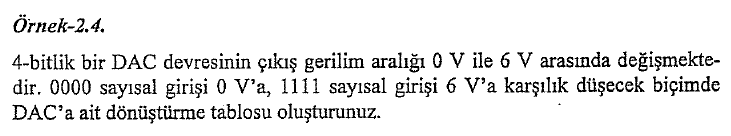 Örnek-2.4.
4-bitlik bir DAC devresinin çıkış gerilim aralığı 0 V ile 6 V arasında değişmekte-
dir. 0000 sayısal girişi 0 V'a, 1111 sayısal girişi 6 V'a karşılık düşecek biçimde
DAC'a ait dönüştürme tablosu oluşturunuz.